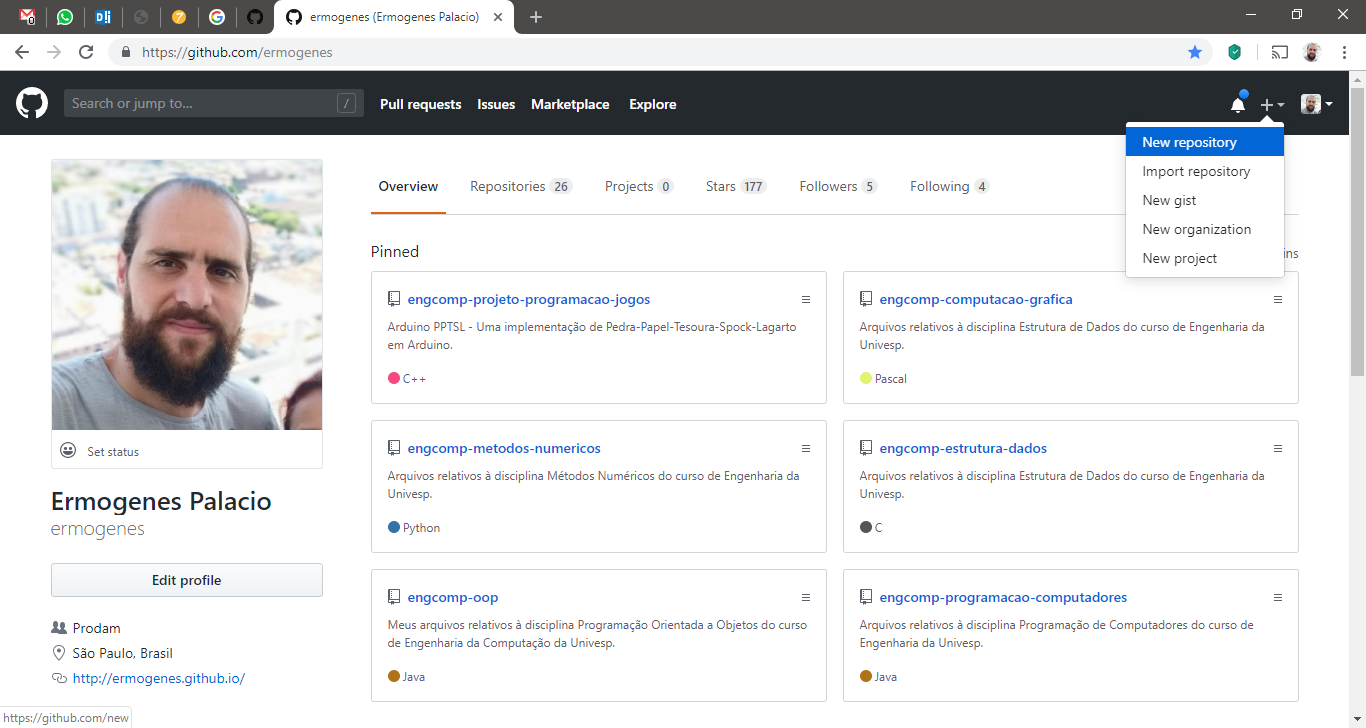 ermogenes (Ermogenes Palacio)
https://github.com/ermogenes
Search or jump to...
/
Pull requests
Issues
Marketplace
Explore
New repository
Import repository
New gist
New organization
New project
Overview
Repositories 26
Projects 0
Stars 177
Followers 5
Following 4
Pinned
ins
engcomp-projeto-programacao-jogos
Arduino PPTSL - Uma implementação de Pedra-Papel-Tesoura-Spock-Lagarto
em Arduino.
C++
engcomp-computacao-grafica
Arquivos relativos à disciplina Estrutura de Dados do curso de Engenharia da
Univesp.
Pascal
engcomp-metodos-numericos
Arquivos relativos à disciplina Métodos Numéricos do curso de Engenharia da
Univesp.
Python
engcomp-estrutura-dados
Arquivos relativos à disciplina Estrutura de Dados do curso de Engenharia da
Univesp.
C
engcomp-oop
Meus arquivos relativos à disciplina Programação Orientada a Objetos do curso
de Engenharia da Computação da Univesp.
Java
engcomp-programacao-computadores
Arquivos relativos à disciplina Programação de Computadores do curso de
Engenharia da Univesp.
Java
Set status
Ermogenes Palacio
ermogenes
Edit profile
Prodam
São Paulo, Brasil
http://ermogenes.github.io/
https://github.com/new